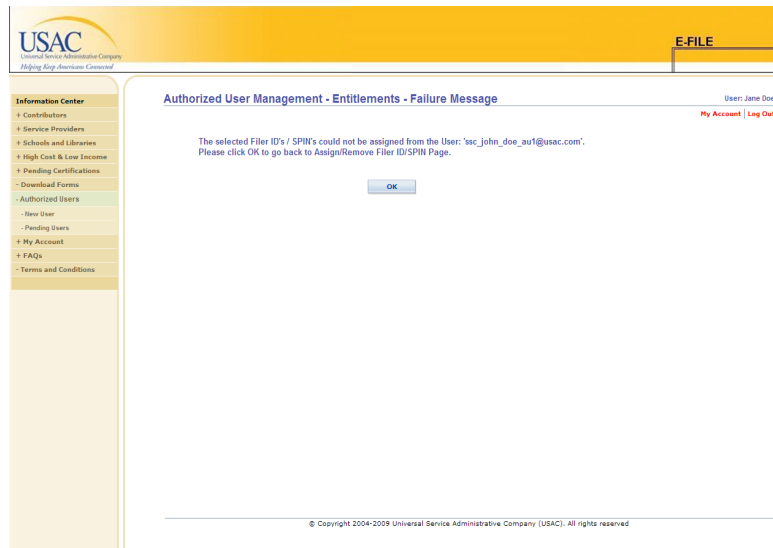 USAC
Universal Service Administrative Company
Helping Keep Americans Connected
E-FILE
Information Center
+ Contributors
+ Service Providers
+ Schools and Libraries
+ High Cost & Low Income
+ Pending Certifications
- Download Forms
- Authorized Users
- New User
- Pending Users
+ My Account
+ FAQs
- Terms and Conditions
Authorized User Management - Entitlements - Failure Message
User: Jane Doe
My Account | Log Out
The selected Filer ID's / SPIN's could not be assigned from the User: 'ssc_john_doe_au1@usac.com'.
Please click OK to go back to Assign/Remove Filer ID/SPIN Page.
OK
© Copyright 2004-2009 Universal Service Administrative Company (USAC). All rights reserved